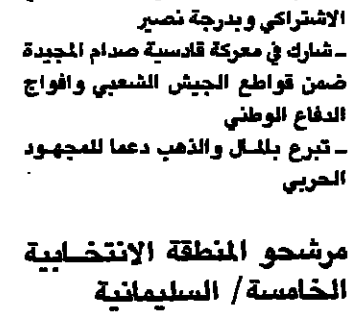 الاشتراكي وبدرجة نصير
ـ شارك في معركة قادسية صدام المجيدة
ضمن قواطع الجيش الشعبي وافواج
الدفاع الوطني
ـ تبرع بالمال والذهب دعما للمجهود
الحربي
مرشحو المنطقة الانتخابية
الخامسة / السليمانية